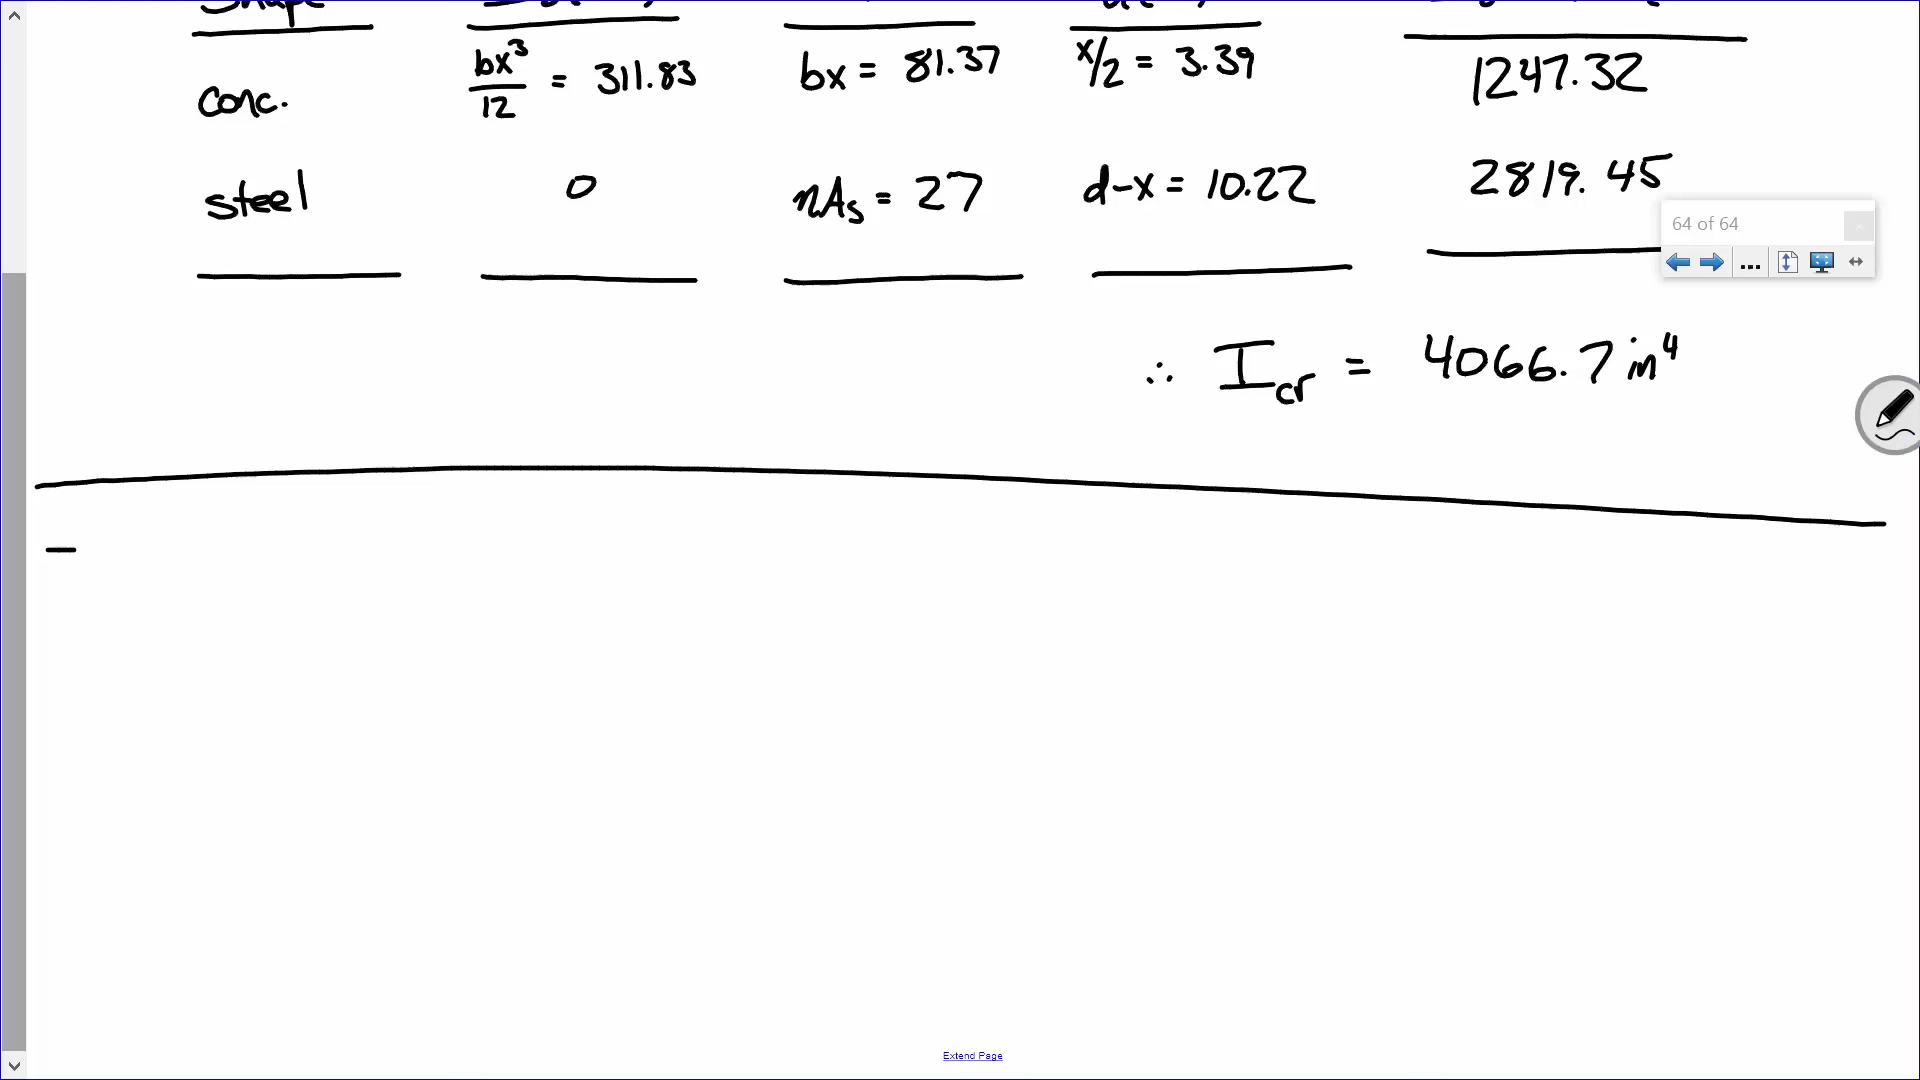 conc. bx³/12 = 311.83 bx = 81.37 x/2 = 3.39 1247.32
steel 0 nAs = 27 d-x = 10.22 2819.45
64 of 64
∴ Icr = 4066.7 in⁴
Extend Page